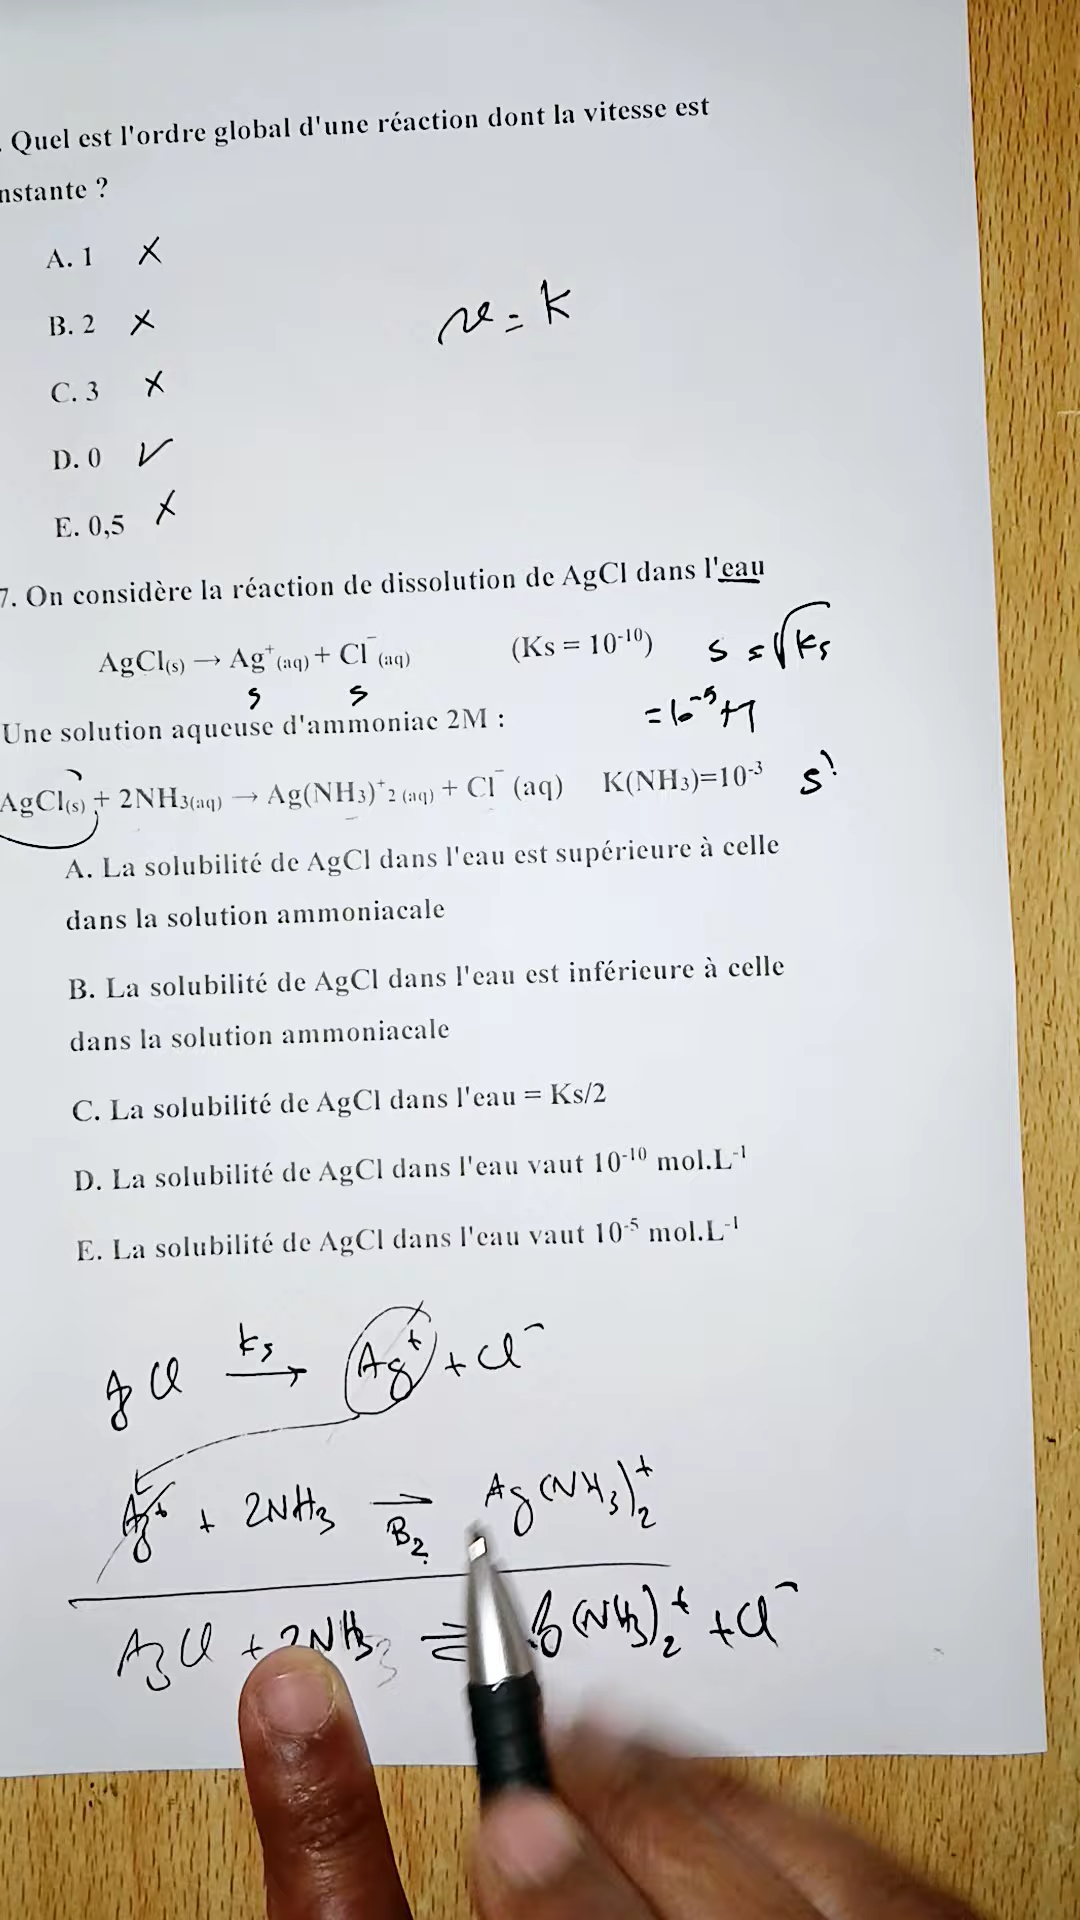 . Quel est l'ordre global d'une réaction dont la vitesse est
nstante ?
A. 1 X
B. 2 X
v = k
C. 3 X
D. 0 ✓
E. 0,5 X
7. On considère la réaction de dissolution de AgCl dans l'eau
AgCl(s) → Ag⁺(aq) + Cl⁻(aq) (Ks = 10⁻¹⁰) s = √Ks
s s
Une solution aqueuse d'ammoniac 2M : = 10⁻⁵ M
AgCl(s) + 2NH₃(aq) → Ag(NH₃)⁺₂ (aq) + Cl⁻ (aq) K(NH₃)=10⁻³ s'
A. La solubilité de AgCl dans l'eau est supérieure à celle
dans la solution ammoniacale
B. La solubilité de AgCl dans l'eau est inférieure à celle
dans la solution ammoniacale
C. La solubilité de AgCl dans l'eau = Ks/2
D. La solubilité de AgCl dans l'eau vaut 10⁻¹⁰ mol.L⁻¹
E. La solubilité de AgCl dans l'eau vaut 10⁻⁵ mol.L⁻¹
AgCl —Ks→ Ag⁺ + Cl⁻
Ag⁺ + 2NH₃ →B₂ Ag(NH₃)₂⁺
AgCl + 2NH₃ ⇌ Ag(NH₃)₂⁺ + Cl⁻